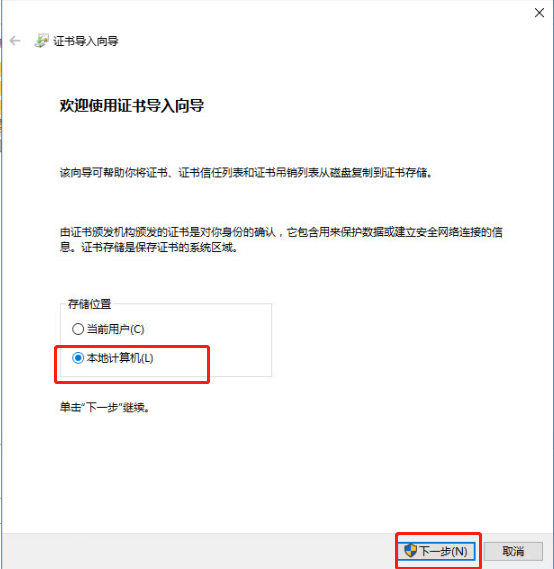 证书导入向导
欢迎使用证书导入向导
该向导可帮助你将证书、证书信任列表和证书吊销列表从磁盘复制到证书存储。
由证书颁发机构颁发的证书是对你身份的确认，它包含用来保护数据或建立安全网络连接的信
息。证书存储是保存证书的系统区域。
存储位置
当前用户(C)
本地计算机(L)
单击“下一步”继续。
下一步(N)
取消